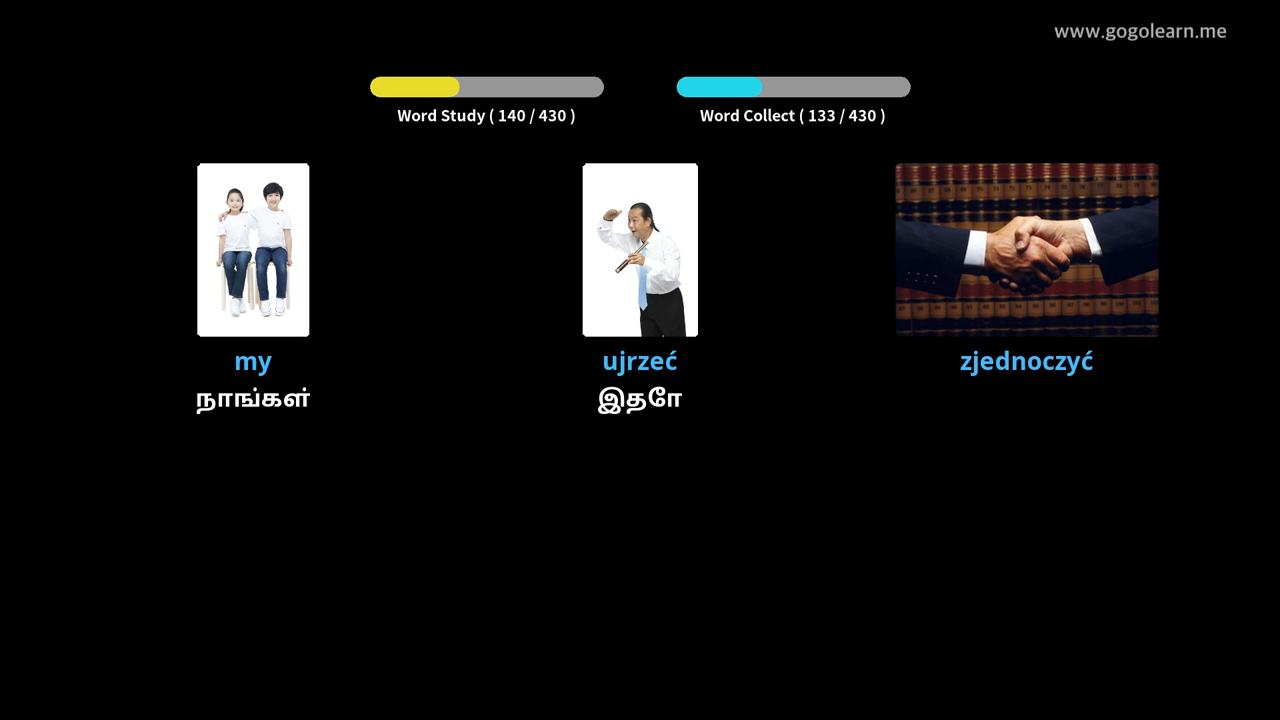 www.gogolearn.me
Word Study ( 140 / 430 )
Word Collect ( 133 / 430 )
my
ujrzeć
zjednoczyć
நாங்கள்
இதோ